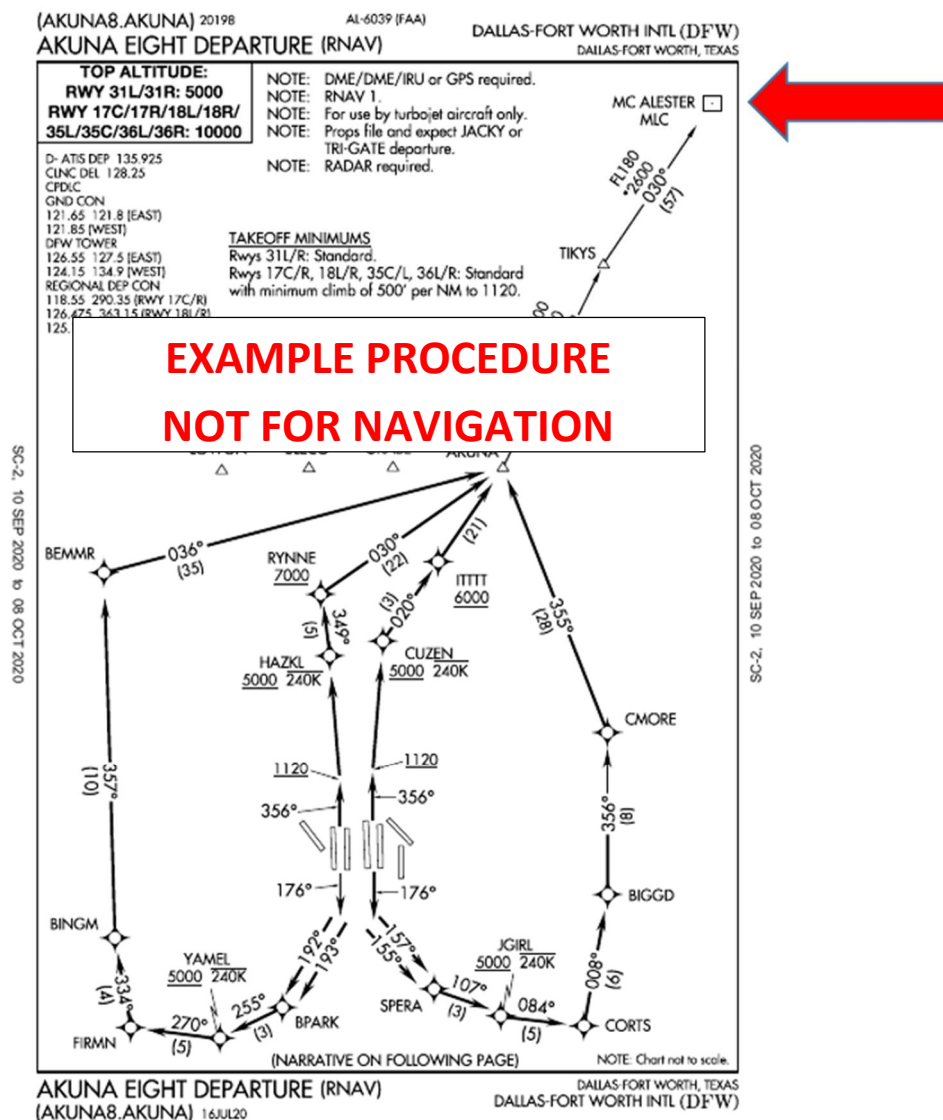 (AKUNA8.AKUNA) 20198
AL-6039 (FAA)
DALLAS-FORT WORTH INTL (DFW)
AKUNA EIGHT DEPARTURE (RNAV)
DALLAS-FORT WORTH, TEXAS
TOP ALTITUDE:
RWY 31L/31R: 5000
RWY 17C/17R/18L/18R/
35L/35C/36L/36R: 10000
NOTE: DME/DME/IRU or GPS required.
NOTE: RNAV 1.
NOTE: For use by turbojet aircraft only.
NOTE: Props file and expect JACKY or
TRI-GATE departure.
NOTE: RADAR required.
MC ALESTER
MLC
D- ATIS DEP 135.925
CLNC DEL 128.25
CPDLC
GND CON
121.65 121.8 (EAST)
121.85 (WEST)
DFW TOWER
126.55 127.5 (EAST)
124.15 134.9 (WEST)
REGIONAL DEP CON
118.55 290.35 (RWY 17C/R)
126.475 363.15 (RWY 18L/R)
125.
TAKEOFF MINIMUMS
Rwys 31L/R: Standard.
Rwys 17C/R, 18L/R, 35C/L, 36L/R: Standard
with minimum climb of 500' per NM to 1120.
FL180
*2600
030°
(57)
TIKYS
EXAMPLE PROCEDURE
NOT FOR NAVIGATION
AKUNA
BEMMR
036°
(35)
RYNNE
7000
030°
(22)
(21)
ITTTT
6000
(3)
020°
349°
(5)
HAZKL
5000 240K
CUZEN
5000 240K
355°
(28)
CMORE
357°
(10)
1120
1120
356°
356°
356°
(8)
176°
176°
BIGGD
BINGM
192°
193°
157°
155°
YAMEL
5000 240K
JGIRL
5000 240K
334°
(4)
255°
(3)
BPARK
SPERA
107°
(3)
084°
(5)
008°
(6)
CORTS
FIRMN
270°
(5)
(NARRATIVE ON FOLLOWING PAGE)
NOTE: Chart not to scale.
AKUNA EIGHT DEPARTURE (RNAV)
DALLAS-FORT WORTH, TEXAS
(AKUNA8.AKUNA) 16JUL20
DALLAS-FORT WORTH INTL (DFW)
SC-2, 10 SEP 2020 to 08 OCT 2020
SC-2, 10 SEP 2020 to 08 OCT 2020